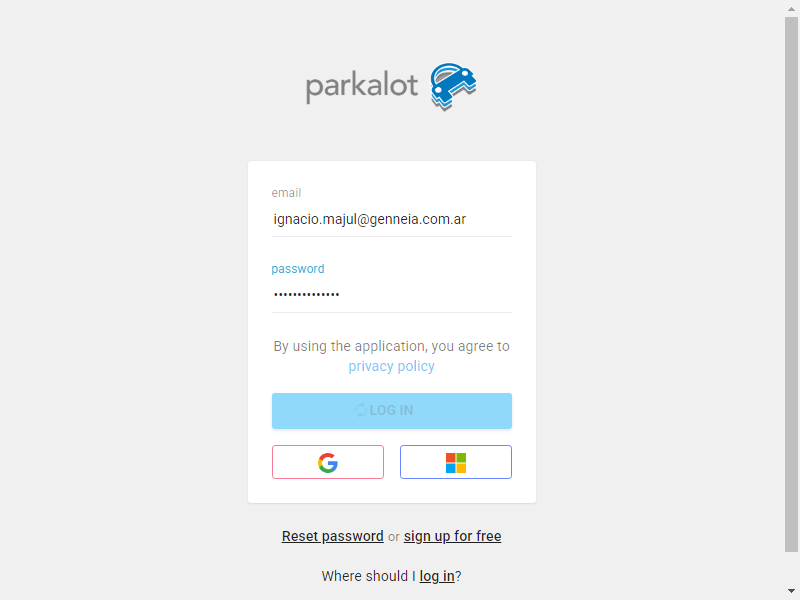 parkalot
email
ignacio.majul@genneia.com.ar
password
••••••••••••••
By using the application, you agree to
privacy policy
LOG IN
Reset password or sign up for free
Where should I log in?